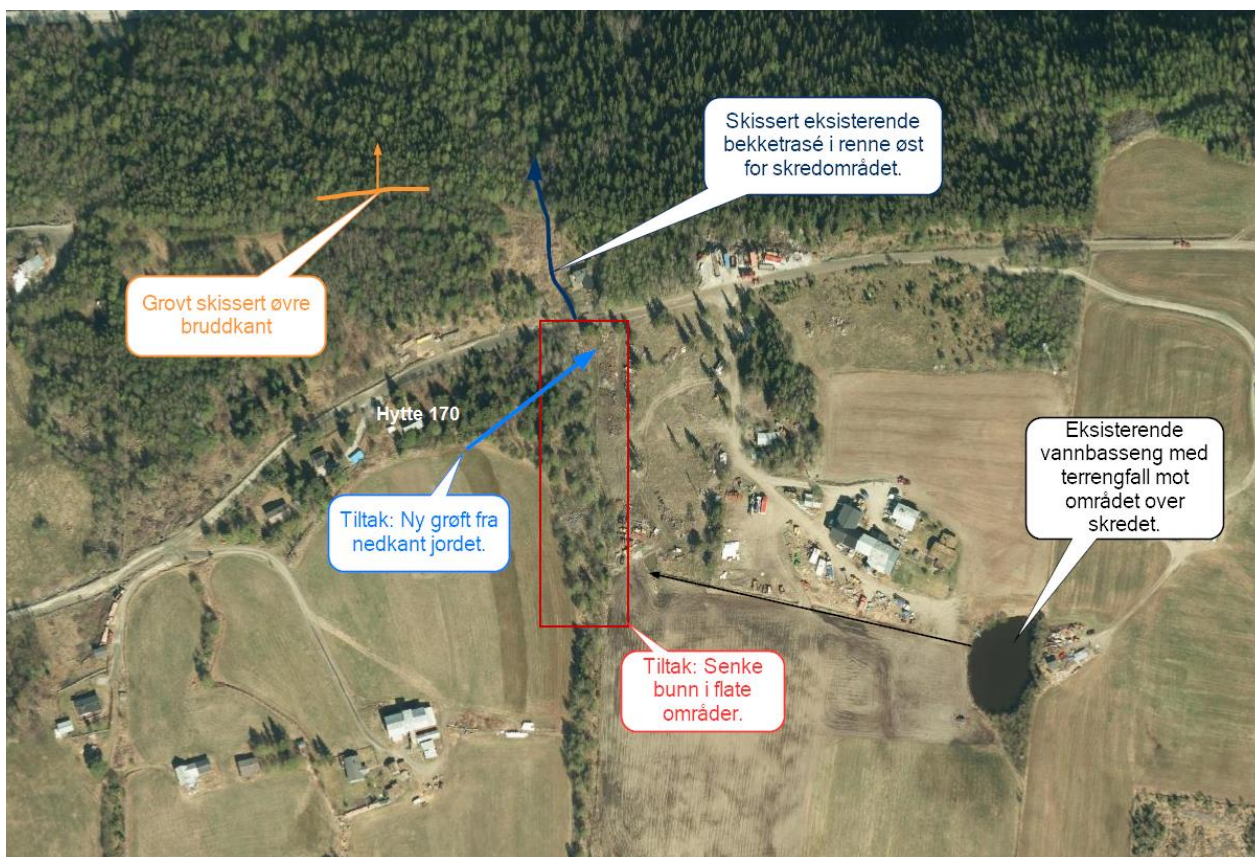 Skissert eksisterende
bekketrasé i renne øst
for skredområdet.
Grovt skissert øvre
bruddkant
Hytte 170
Eksisterende
vannbasseng med
terrengfall mot
området over
skredet.
Tiltak: Ny grøft fra
nedkant jordet.
Tiltak: Senke
bunn i flate
områder.